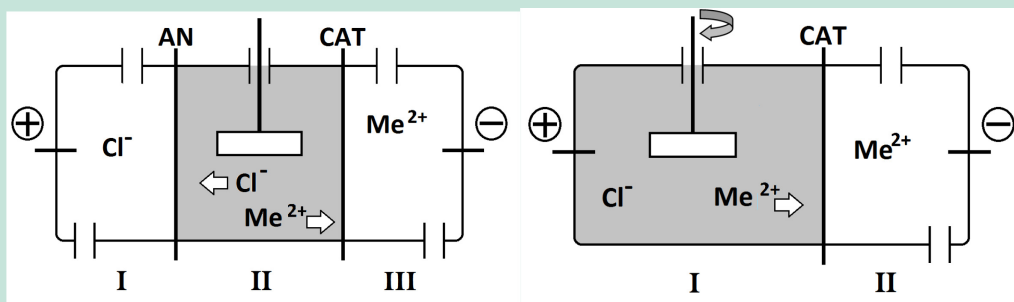 AN CAT
+ Cl⁻ Me²⁺ −
Cl⁻
Me²⁺
I II III
CAT
+ Me²⁺ −
Cl⁻ Me²⁺
I II